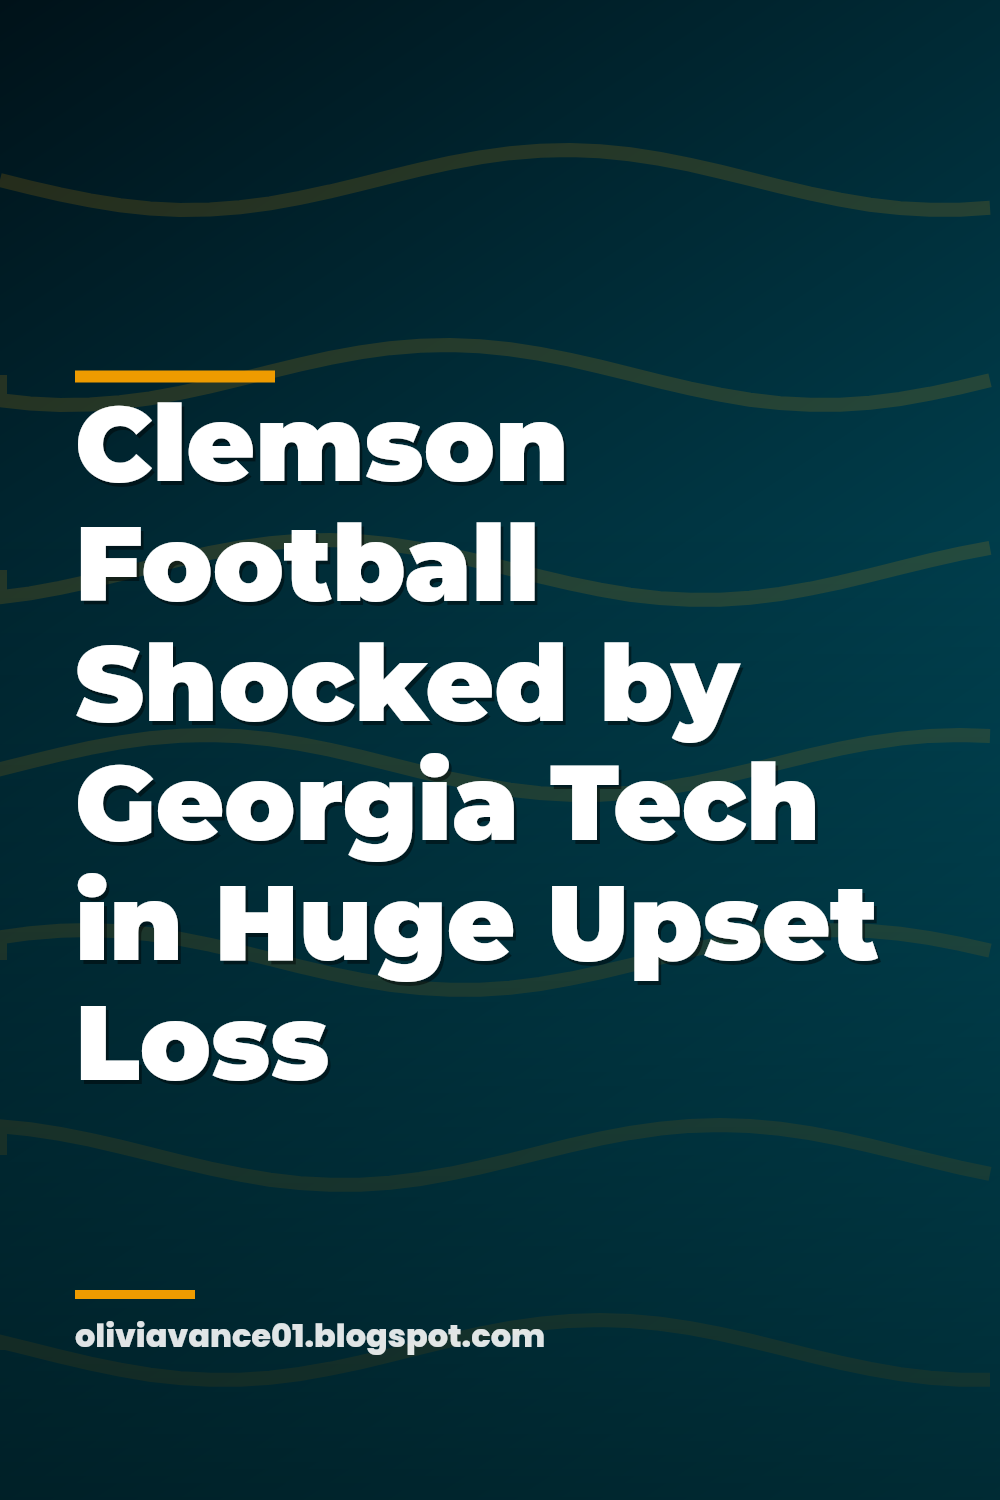 Clemson
Football
Shocked by
Georgia Tech
in Huge Upset
Loss
oliviavance01.blogspot.com